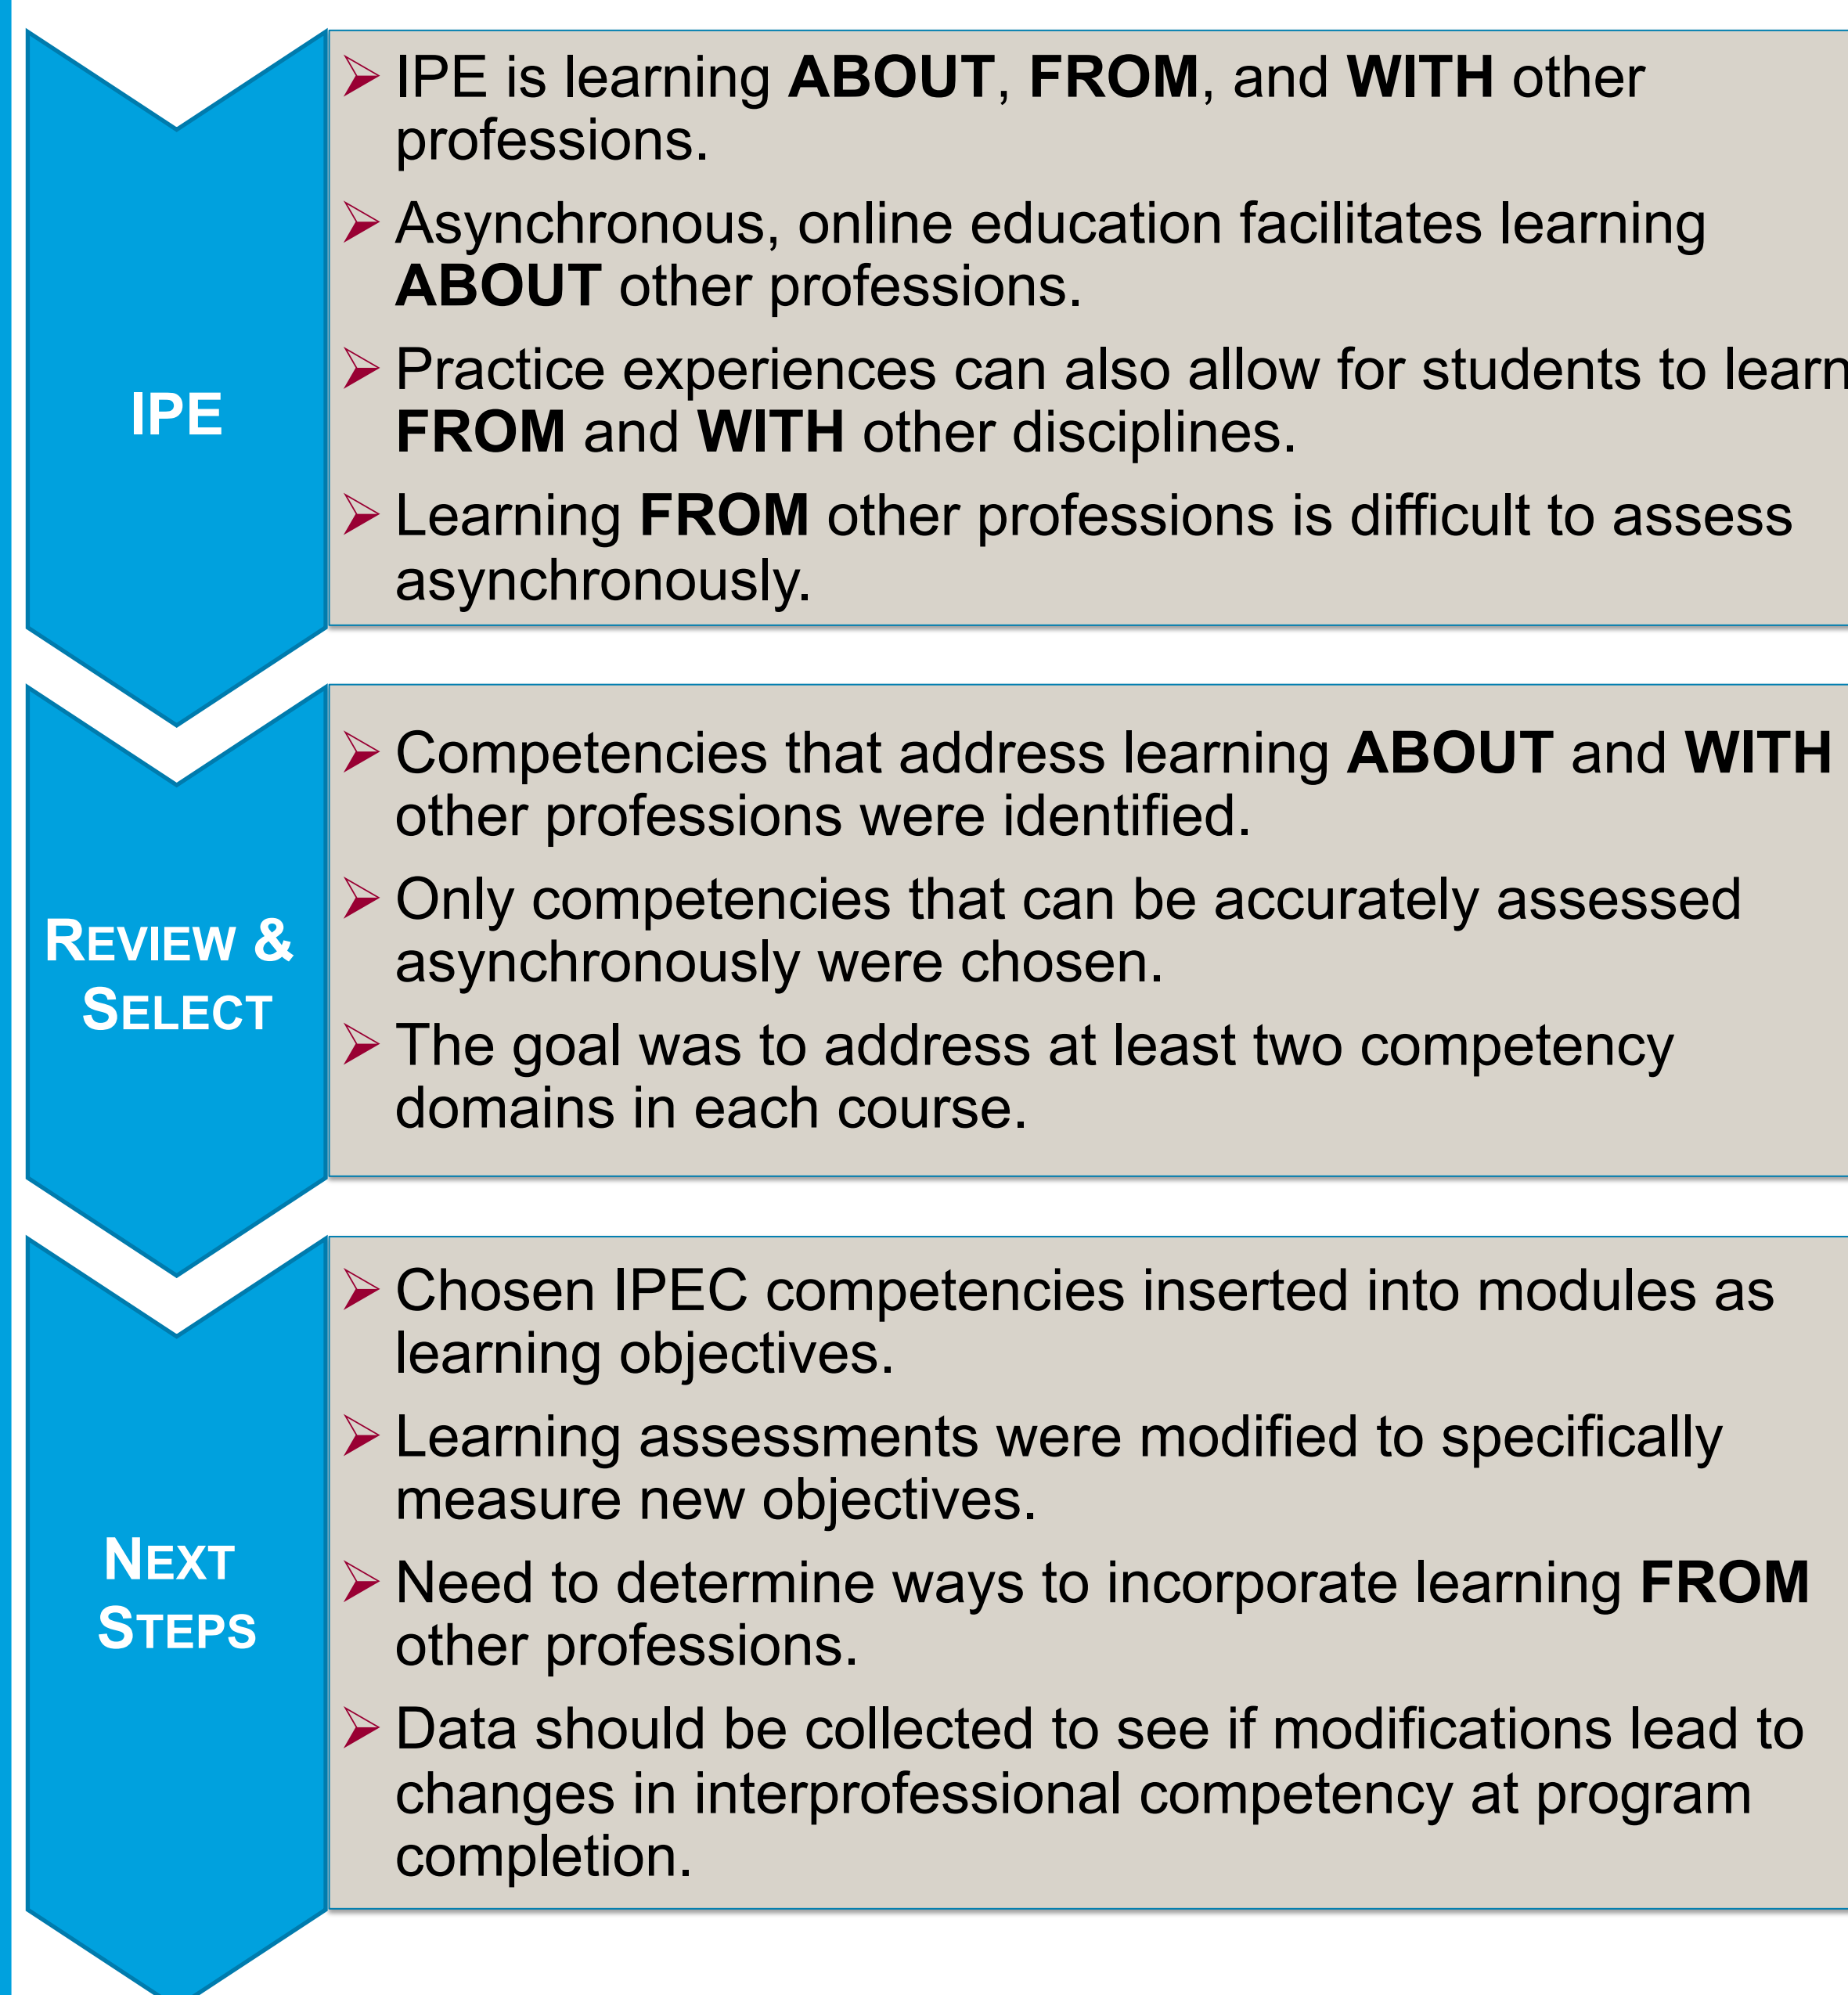 IPE
➢ IPE is learning ABOUT, FROM, and WITH other
professions.
➢ Asynchronous, online education facilitates learning
ABOUT other professions.
➢ Practice experiences can also allow for students to learn
FROM and WITH other disciplines.
➢ Learning FROM other professions is difficult to assess
asynchronously.
REVIEW &
SELECT
➢ Competencies that address learning ABOUT and WITH
other professions were identified.
➢ Only competencies that can be accurately assessed
asynchronously were chosen.
➢ The goal was to address at least two competency
domains in each course.
NEXT
STEPS
➢ Chosen IPEC competencies inserted into modules as
learning objectives.
➢ Learning assessments were modified to specifically
measure new objectives.
➢ Need to determine ways to incorporate learning FROM
other professions.
➢ Data should be collected to see if modifications lead to
changes in interprofessional competency at program
completion.